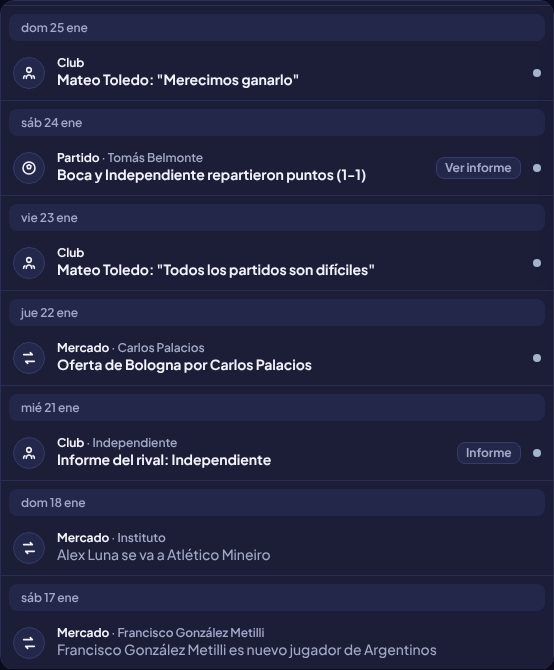 dom 25 ene
Club
Mateo Toledo: "Merecimos ganarlo"
sáb 24 ene
Partido · Tomás Belmonte
Boca y Independiente repartieron puntos (1-1)
Ver informe
vie 23 ene
Club
Mateo Toledo: "Todos los partidos son difíciles"
jue 22 ene
Mercado · Carlos Palacios
Oferta de Bologna por Carlos Palacios
mié 21 ene
Club · Independiente
Informe del rival: Independiente
Informe
dom 18 ene
Mercado · Instituto
Alex Luna se va a Atlético Mineiro
sáb 17 ene
Mercado · Francisco González Metilli
Francisco González Metilli es nuevo jugador de Argentinos